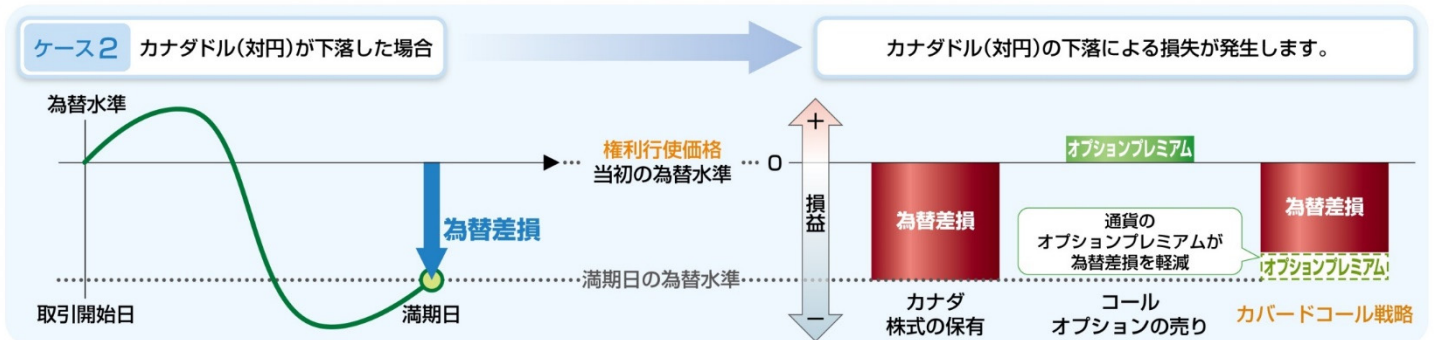 ケース2 カナダドル(対円)が下落した場合
カナダドル(対円)の下落による損失が発生します。
為替水準
取引開始日
為替差損
満期日
権利行使価格
当初の為替水準
満期日の為替水準
0
+
損益
−
為替差損
カナダ
株式の保有
オプションプレミアム
通貨の
オプションプレミアムが
為替差損を軽減
コール
オプションの売り
為替差損
オプションプレミアム
カバードコール戦略